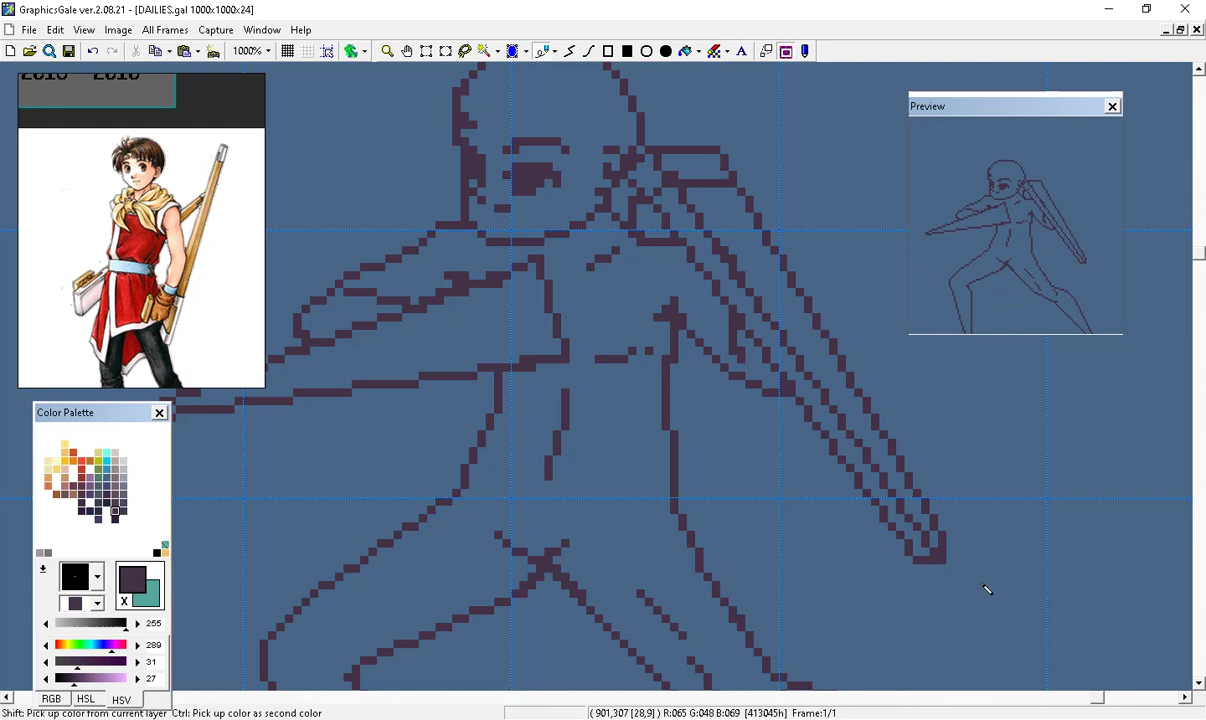 GraphicsGale ver.2.08.21 - [DAILIES.gal 1000x1000x24]
File Edit View Image All Frames Capture Window Help
1000%
A
Preview
Color Palette
X
255
289
31
27
RGB HSL HSV
Shift: Pick up color from current layer Ctrl: Pick up color as second color
( 901,307 [28,9] ) R:065 G:048 B:069 [413045h] Frame:1/1